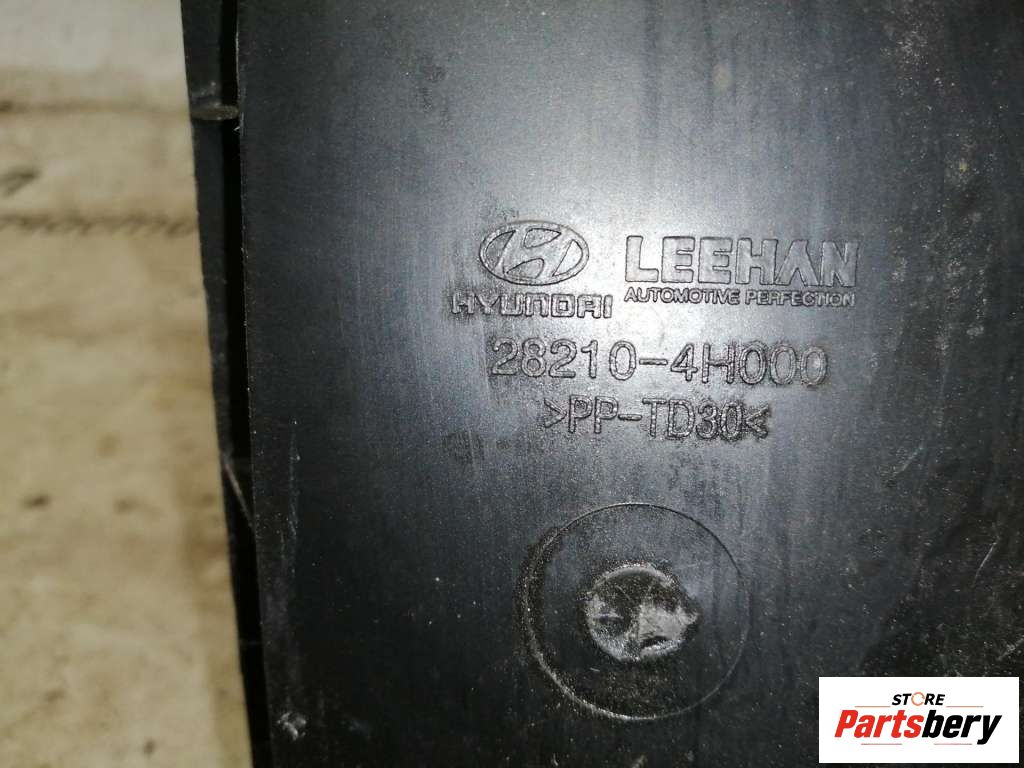 LEEHAN
AUTOMOTIVE PERFECTION
HYUNDAI
28210-4H000
>PP-TD30<
STORE
Partsbery